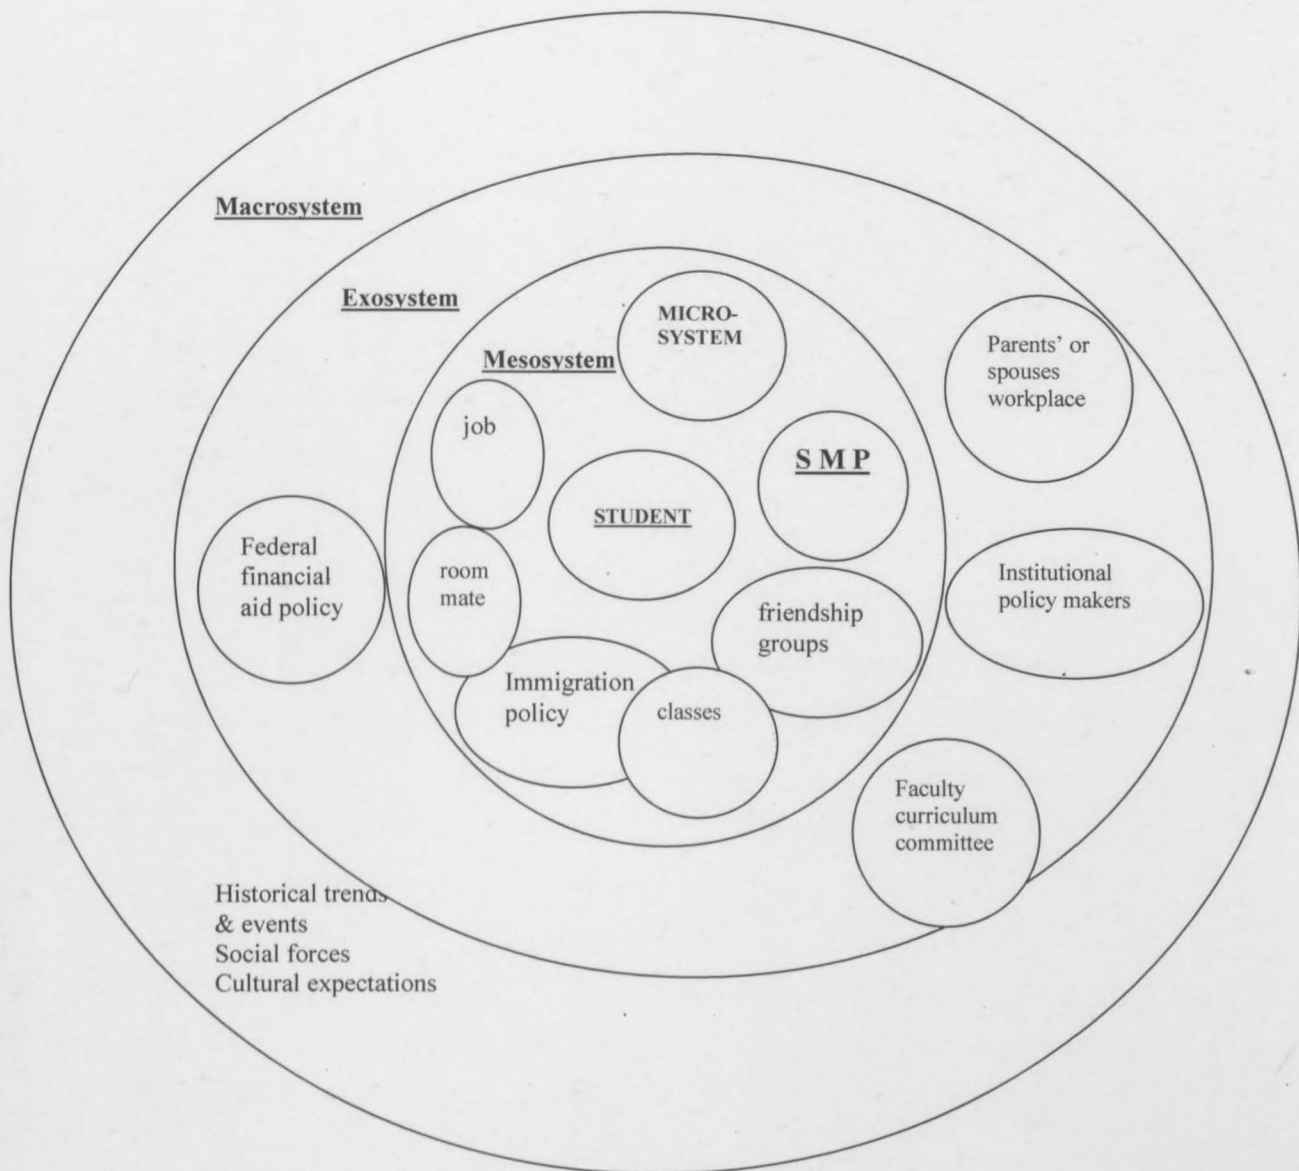 Macrosystem
Exosystem
Mesosystem
MICRO-
SYSTEM
Parents’ or
spouses
workplace
job
S M P
STUDENT
Federal
financial
aid policy
room
mate
friendship
groups
Institutional
policy makers
Immigration
policy
classes
Faculty
curriculum
committee
Historical trends
& events
Social forces
Cultural expectations